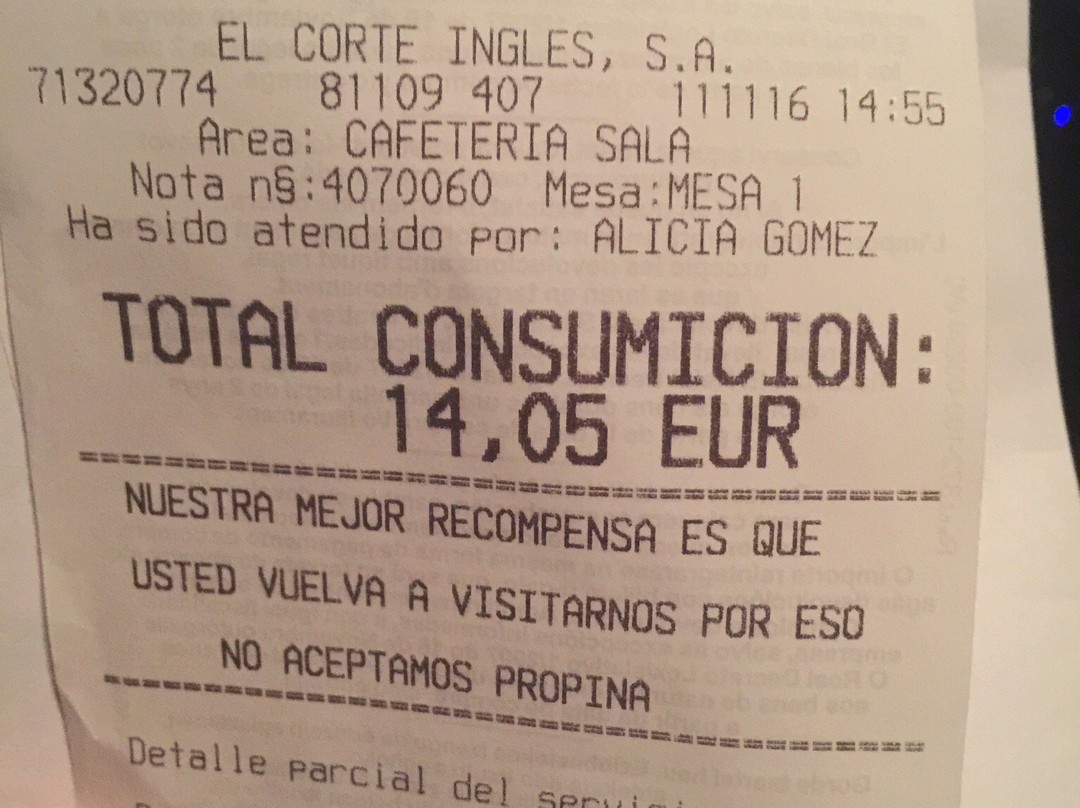 EL CORTE INGLES, S.A.
71320774 81109 407 111116 14:55
Area: CAFETERIA SALA
Nota n§:4070060 Mesa:MESA 1
Ha sido atendido por: ALICIA GOMEZ
TOTAL CONSUMICION:
14,05 EUR
NUESTRA MEJOR RECOMPENSA ES QUE
USTED VUELVA A VISITARNOS POR ESO
NO ACEPTAMOS PROPINA
Detalle parcial del